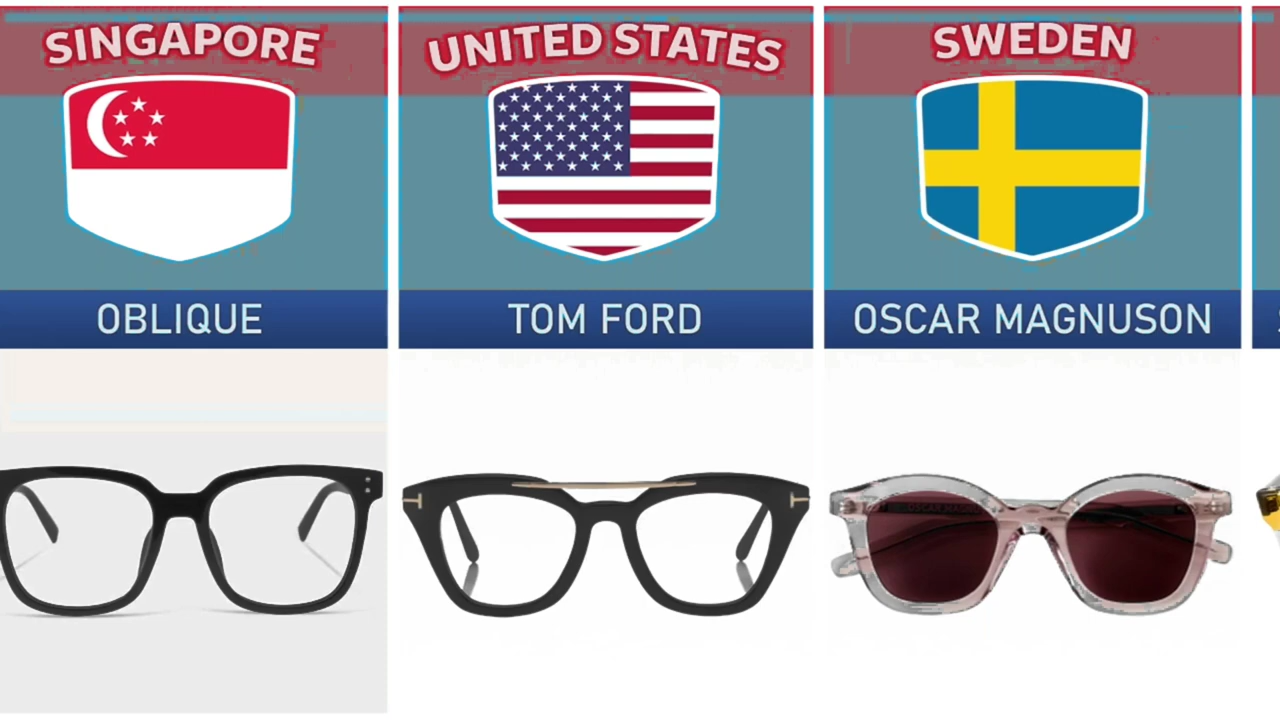 SINGAPORE
UNITED STATES
SWEDEN
OBLIQUE
TOM FORD
OSCAR MAGNUSON